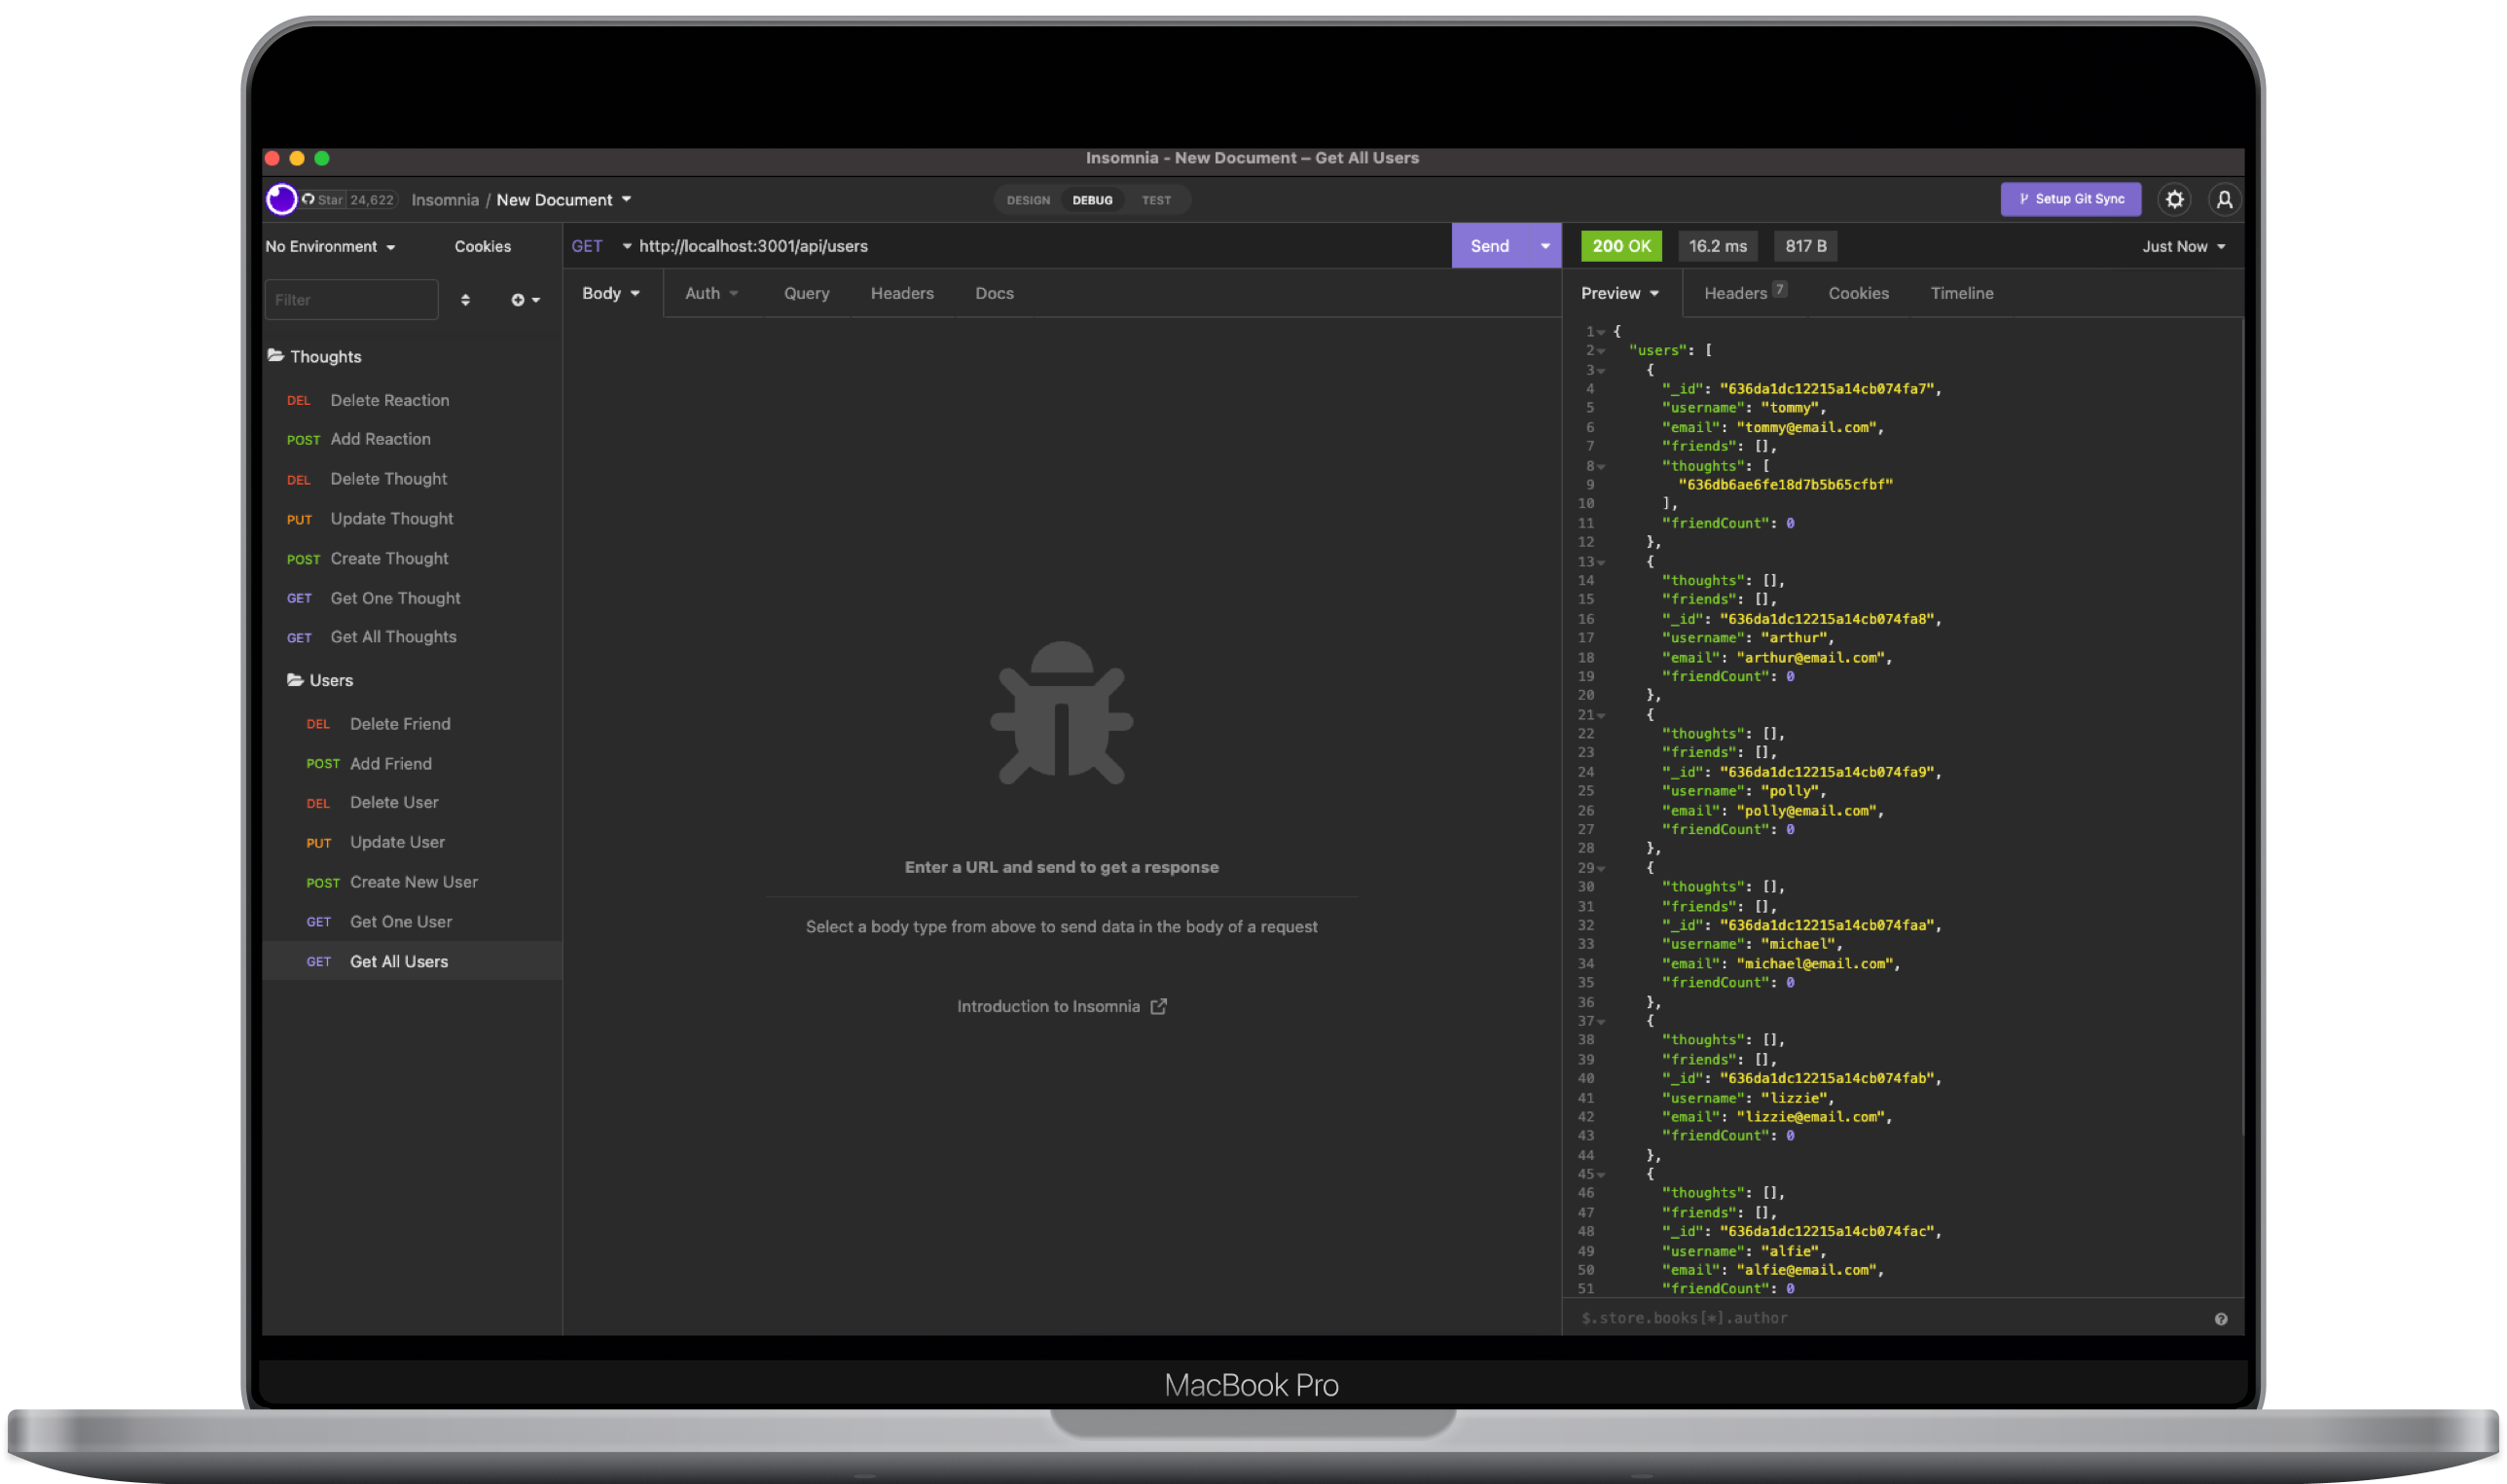 Insomnia - New Document – Get All Users
Star 24,622 Insomnia / New Document
DESIGN DEBUG TEST
Setup Git Sync
No Environment Cookies
Filter
Thoughts
DEL Delete Reaction
POST Add Reaction
DEL Delete Thought
PUT Update Thought
POST Create Thought
GET Get One Thought
GET Get All Thoughts
Users
DEL Delete Friend
POST Add Friend
DEL Delete User
PUT Update User
POST Create New User
GET Get One User
GET Get All Users
GET http://localhost:3001/api/users Send
Body Auth Query Headers Docs
Enter a URL and send to get a response
Select a body type from above to send data in the body of a request
Introduction to Insomnia
200 OK 16.2 ms 817 B Just Now
Preview Headers 7 Cookies Timeline
1 {
2 "users": [
3 {
4 "_id": "636da1dc12215a14cb074fa7",
5 "username": "tommy",
6 "email": "tommy@email.com",
7 "friends": [],
8 "thoughts": [
9 "636db6ae6fe18d7b5b65cfbf"
10 ],
11 "friendCount": 0
12 },
13 {
14 "thoughts": [],
15 "friends": [],
16 "_id": "636da1dc12215a14cb074fa8",
17 "username": "arthur",
18 "email": "arthur@email.com",
19 "friendCount": 0
20 },
21 {
22 "thoughts": [],
23 "friends": [],
24 "_id": "636da1dc12215a14cb074fa9",
25 "username": "polly",
26 "email": "polly@email.com",
27 "friendCount": 0
28 },
29 {
30 "thoughts": [],
31 "friends": [],
32 "_id": "636da1dc12215a14cb074faa",
33 "username": "michael",
34 "email": "michael@email.com",
35 "friendCount": 0
36 },
37 {
38 "thoughts": [],
39 "friends": [],
40 "_id": "636da1dc12215a14cb074fab",
41 "username": "lizzie",
42 "email": "lizzie@email.com",
43 "friendCount": 0
44 },
45 {
46 "thoughts": [],
47 "friends": [],
48 "_id": "636da1dc12215a14cb074fac",
49 "username": "alfie",
50 "email": "alfie@email.com",
51 "friendCount": 0
$.store.books[*].author
MacBook Pro